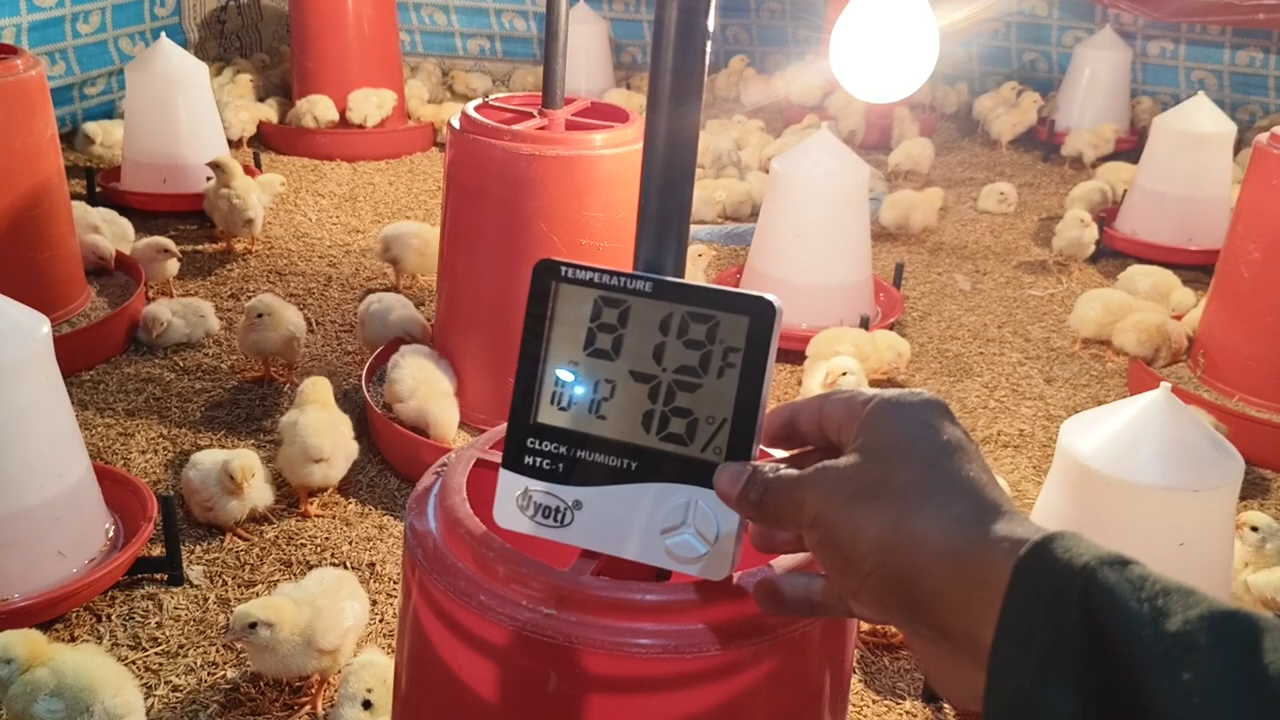 TEMPERATURE
81.9°F
10:12 76%
CLOCK / HUMIDITY
HTC-1
Jyoti®